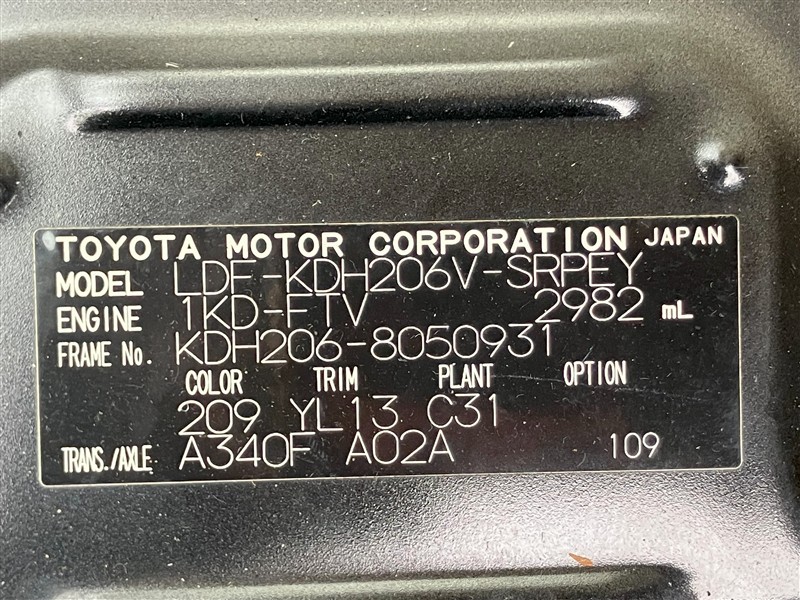 TOYOTA MOTOR CORPORATION JAPAN
MODEL LDF-KDH206V-SRPEY
ENGINE 1KD-FTV 2982 mL
FRAME No. KDH206-8050931
COLOR TRIM PLANT OPTION
209 YL13 C31
TRANS./AXLE A340F A02A 109